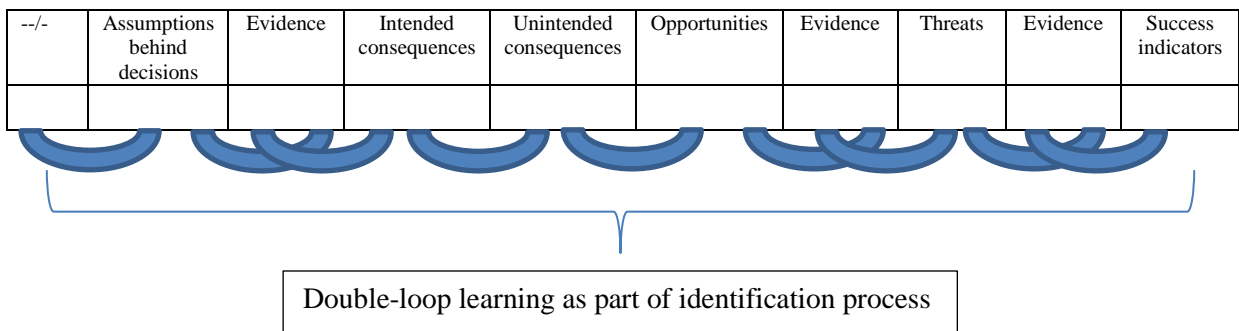 --/- Assumptions Evidence Intended Unintended Opportunities Evidence Threats Evidence Success
behind consequences consequences indicators
decisions
Double-loop learning as part of identification process